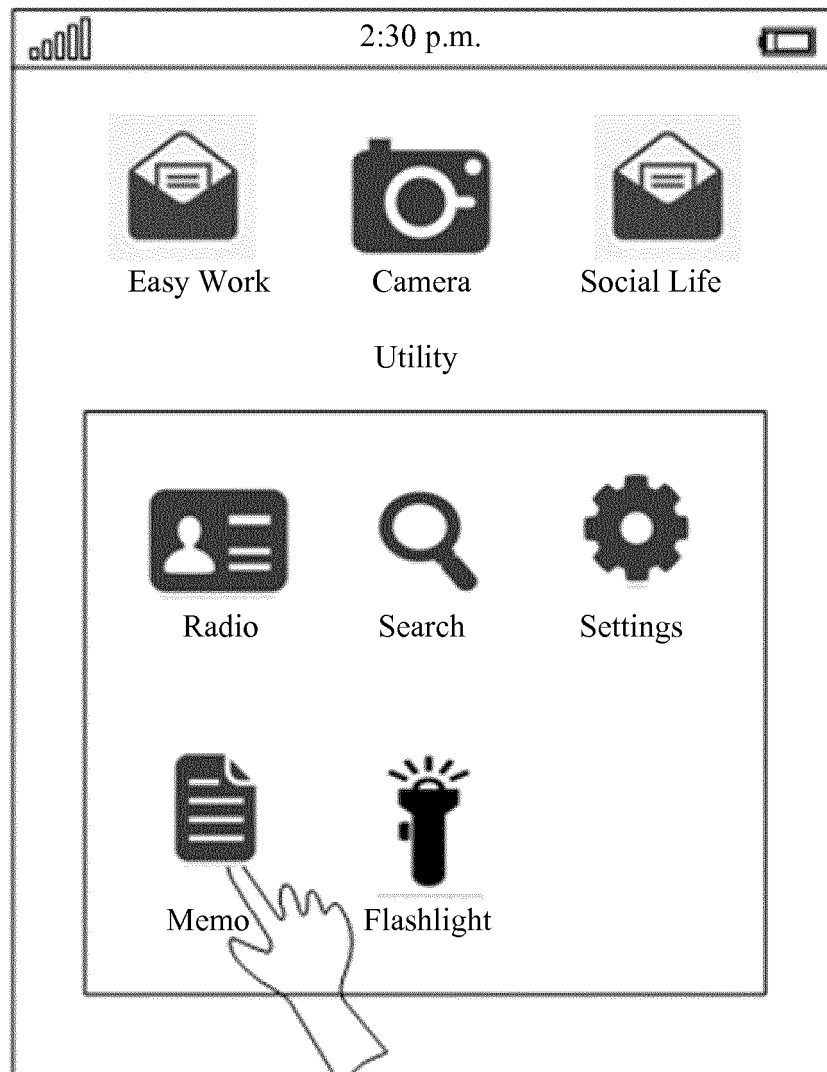 2:30 p.m.
Easy Work Camera Social Life
Utility
Radio Search Settings
Memo Flashlight